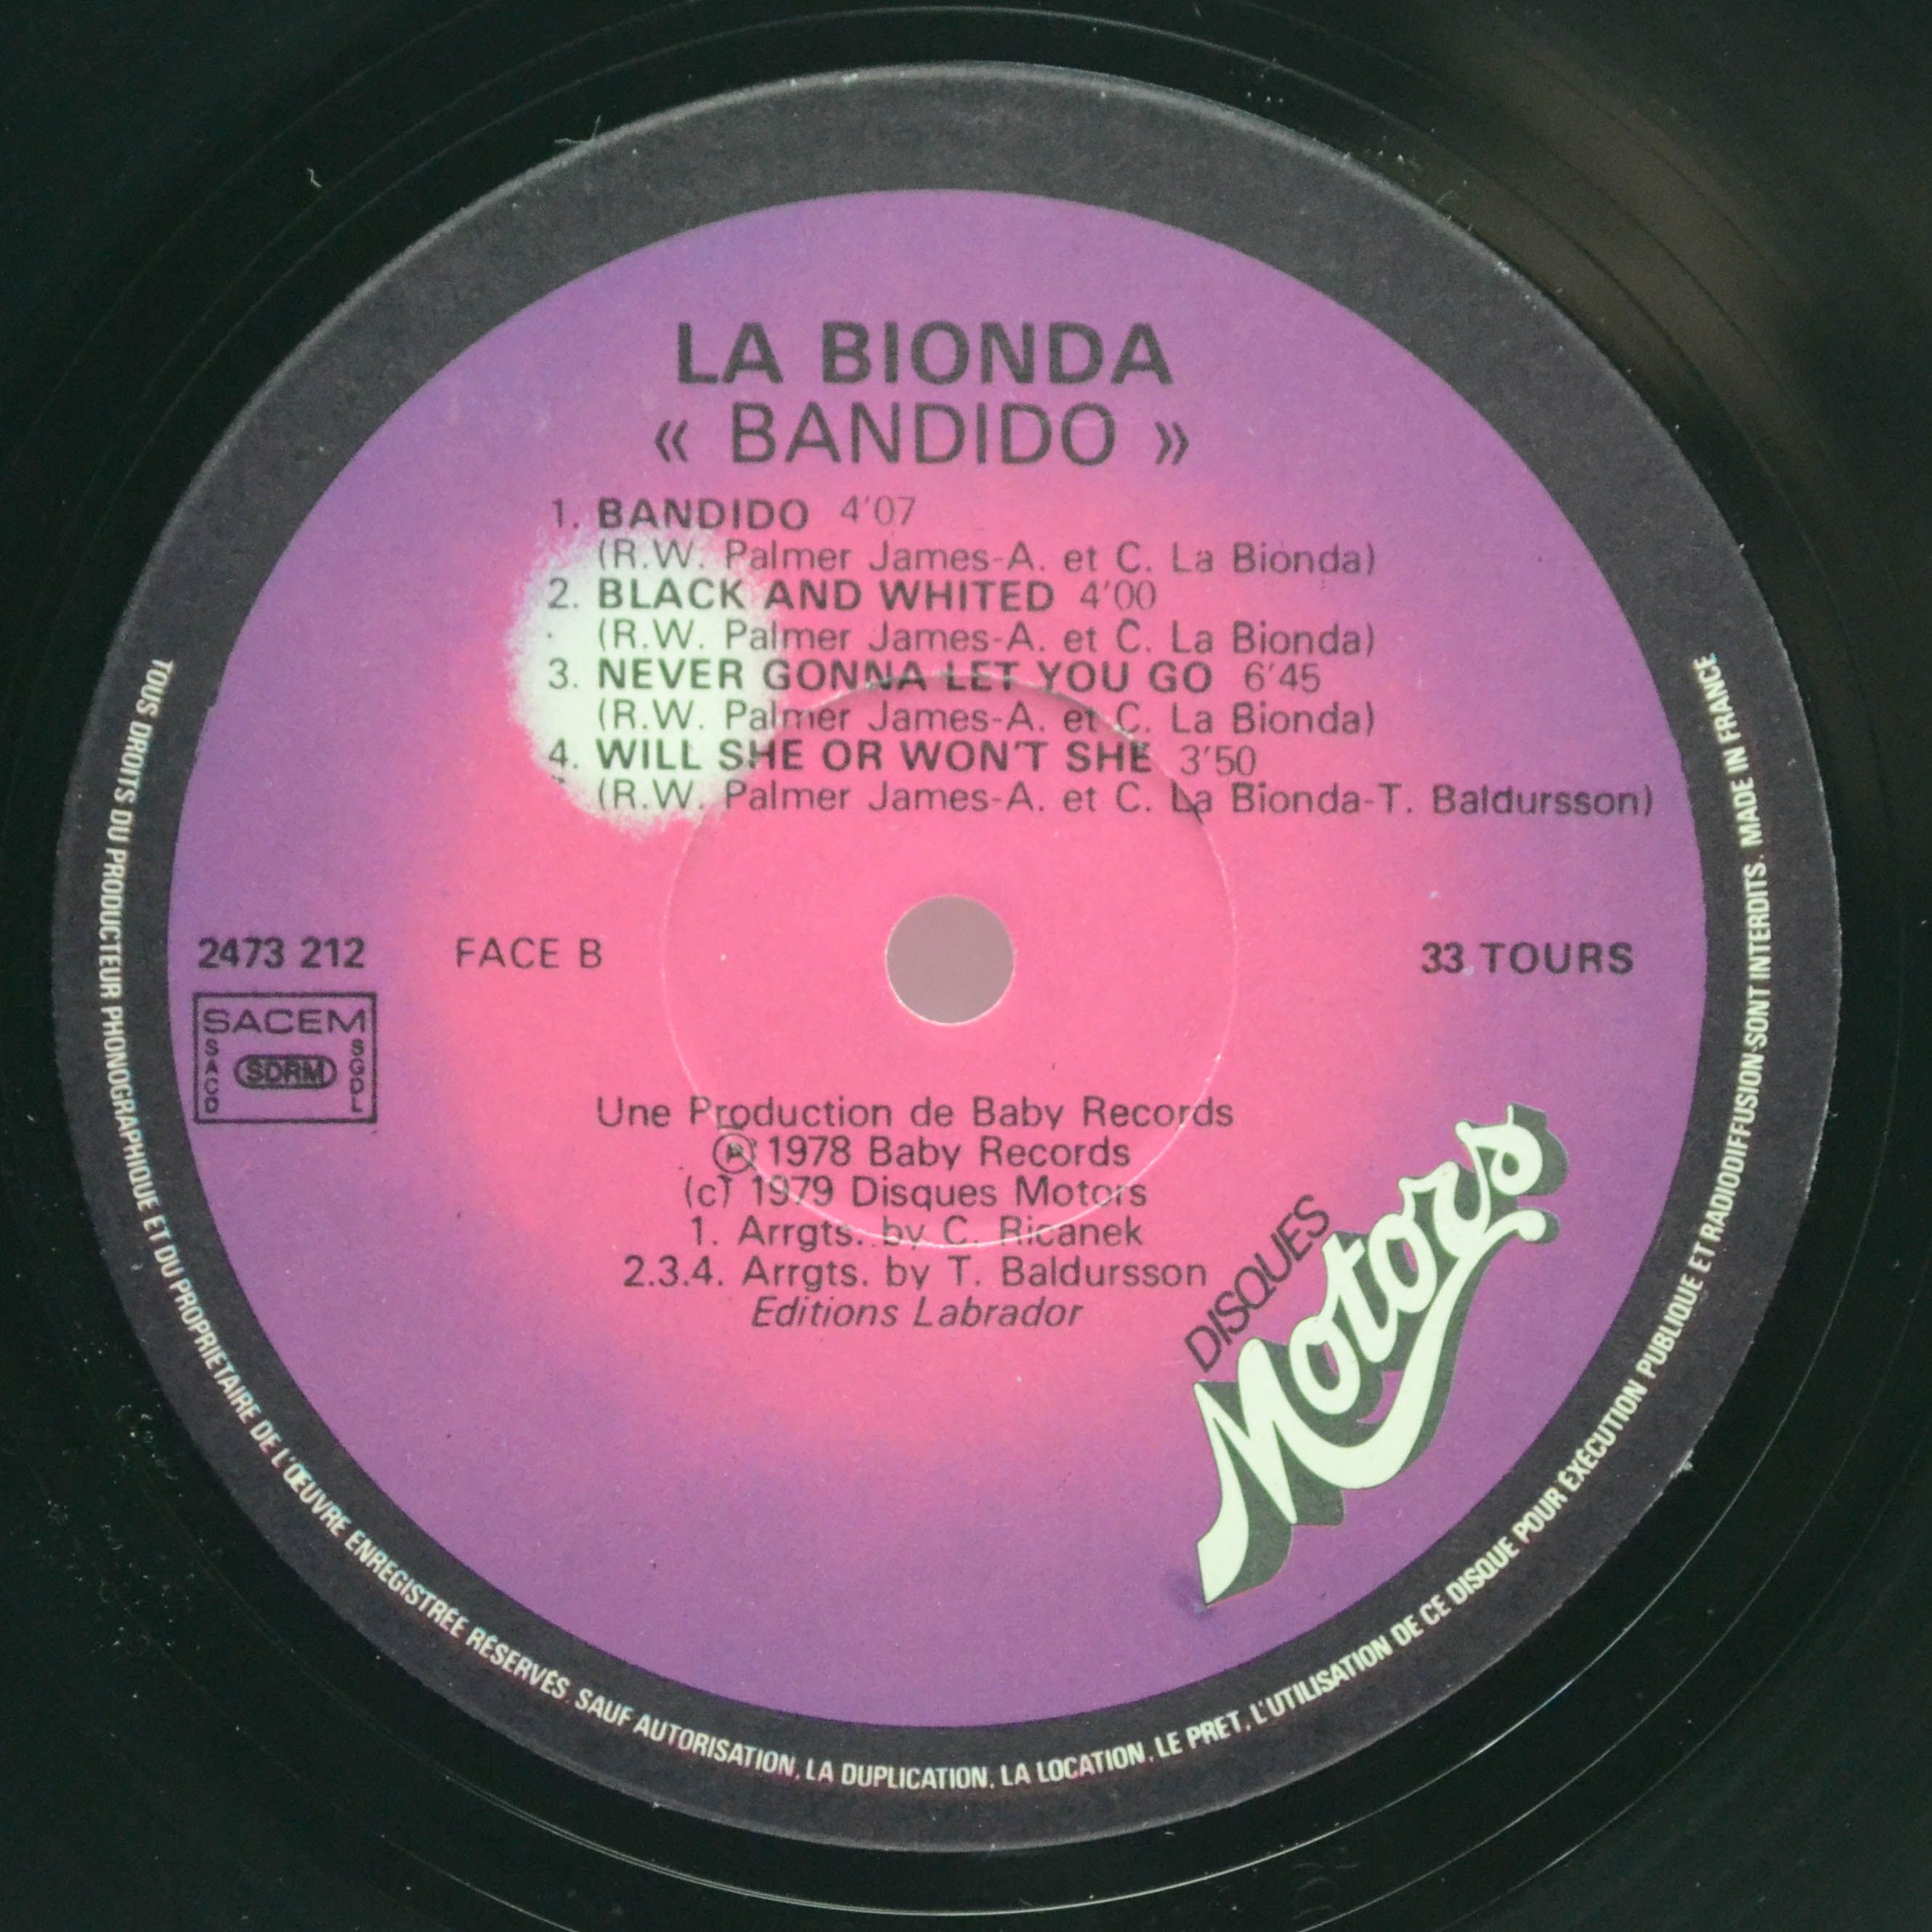 LA BIONDA
« BANDIDO »
1. BANDIDO 4'07
(R.W. Palmer James-A. et C. La Bionda)
2. BLACK AND WHITED 4'00
(R.W. Palmer James-A. et C. La Bionda)
3. NEVER GONNA LET YOU GO 6'45
(R.W. Palmer James-A. et C. La Bionda)
4. WILL SHE OR WON'T SHE 3'50
(R.W. Palmer James-A. et C. La Bionda-T. Baldursson)
2473 212 FACE B 33 TOURS
SACEM
SACD SDRM SGDL
Une Production de Baby Records
Ⓟ 1978 Baby Records
(c) 1979 Disques Motors
1. Arrgts. by C. Ricanek
2.3.4. Arrgts. by T. Baldursson
Editions Labrador
DISQUES
Motors
TOUS DROITS DU PRODUCTEUR PHONOGRAPHIQUE ET DU PROPRIETAIRE DE L'ŒUVRE ENREGISTRÉE RÉSERVÉS. SAUF AUTORISATION, LA DUPLICATION, LA LOCATION, LE PRET, L'UTILISATION DE CE DISQUE POUR EXÉCUTION PUBLIQUE ET RADIODIFFUSION SONT INTERDITS. MADE IN FRANCE